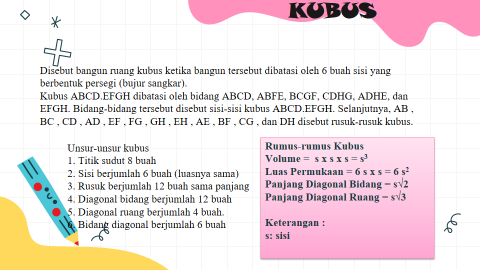 KUBUS
Disebut bangun ruang kubus ketika bangun tersebut dibatasi oleh 6 buah sisi yang
berbentuk persegi (bujur sangkar).
Kubus ABCD.EFGH dibatasi oleh bidang ABCD, ABFE, BCGF, CDHG, ADHE, dan
EFGH. Bidang-bidang tersebut disebut sisi-sisi kubus ABCD.EFGH. Selanjutnya, AB ,
BC , CD , AD , EF , FG , GH , EH , AE , BF , CG , dan DH disebut rusuk-rusuk kubus.
Unsur-unsur kubus
1. Titik sudut 8 buah
2. Sisi berjumlah 6 buah (luasnya sama)
3. Rusuk berjumlah 12 buah sama panjang
4. Diagonal bidang berjumlah 12 buah
5. Diagonal ruang berjumlah 4 buah.
6. Bidang diagonal berjumlah 6 buah
Rumus-rumus Kubus
Volume = s x s x s = s³
Luas Permukaan = 6 s x s = 6 s²
Panjang Diagonal Bidang = s√2
Panjang Diagonal Ruang = s√3
Keterangan :
s: sisi